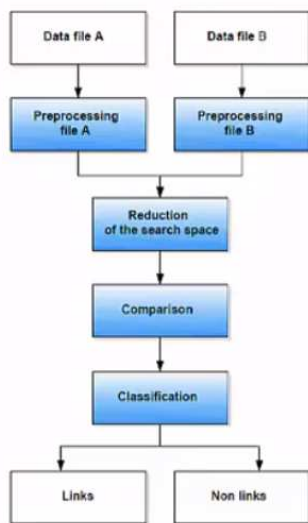 Data file A
Data file B
Preprocessing
file A
Preprocessing
file B
Reduction
of the search space
Comparison
Classification
Links
Non links